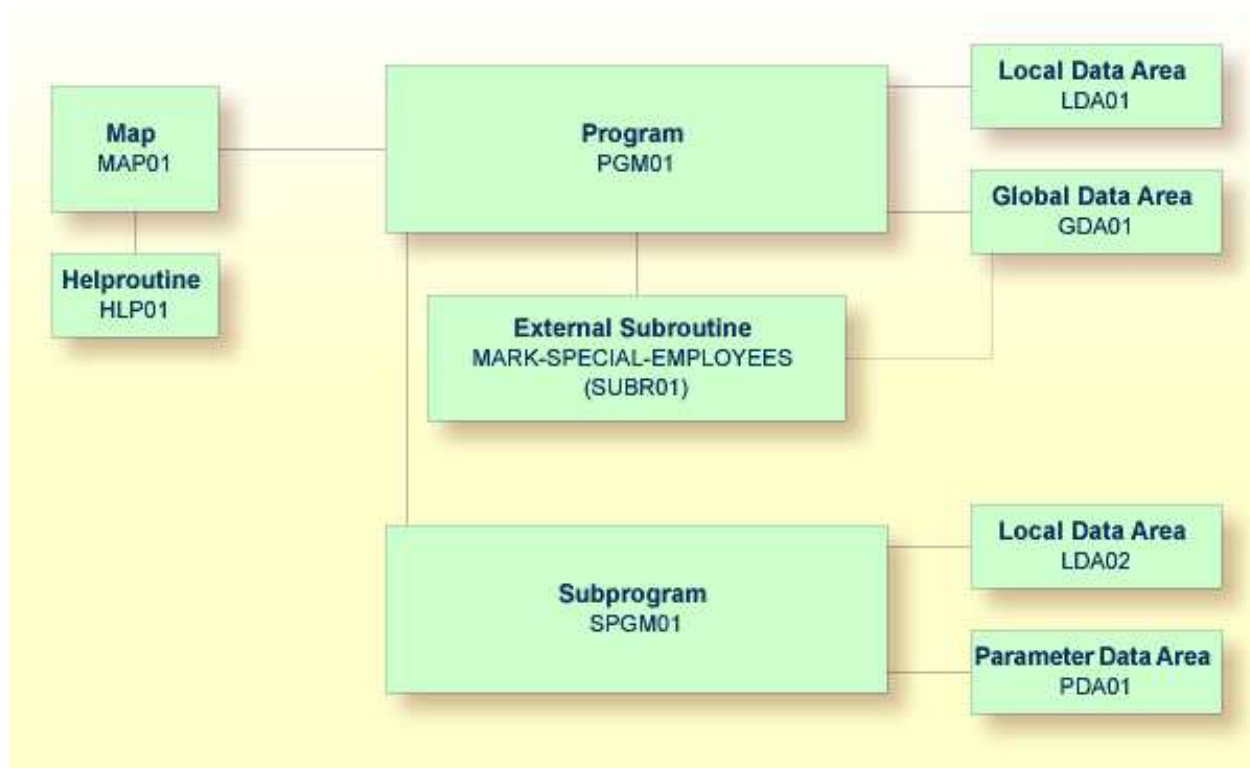 Map
MAP01
Program
PGM01
Local Data Area
LDA01
Global Data Area
GDA01
Helproutine
HLP01
External Subroutine
MARK-SPECIAL-EMPLOYEES
(SUBR01)
Subprogram
SPGM01
Local Data Area
LDA02
Parameter Data Area
PDA01